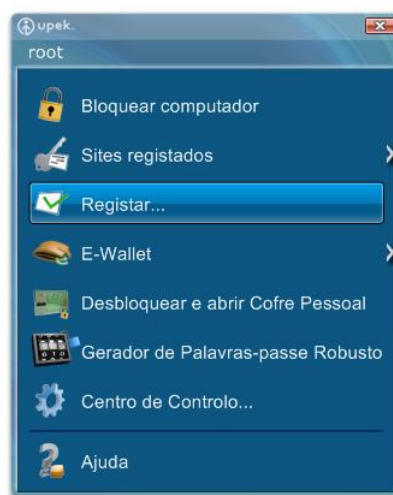 upek
root
Bloquear computador
Sites registados
Registar...
E-Wallet
Desbloquear e abrir Cofre Pessoal
Gerador de Palavras-passe Robusto
Centro de Controlo...
Ajuda